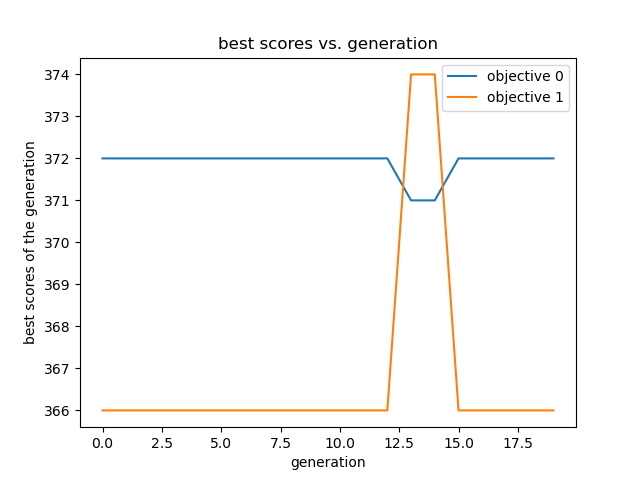 best scores vs. generation
objective 0
objective 1
best scores of the generation
374
373
372
371
370
369
368
367
366
0.0 2.5 5.0 7.5 10.0 12.5 15.0 17.5
generation